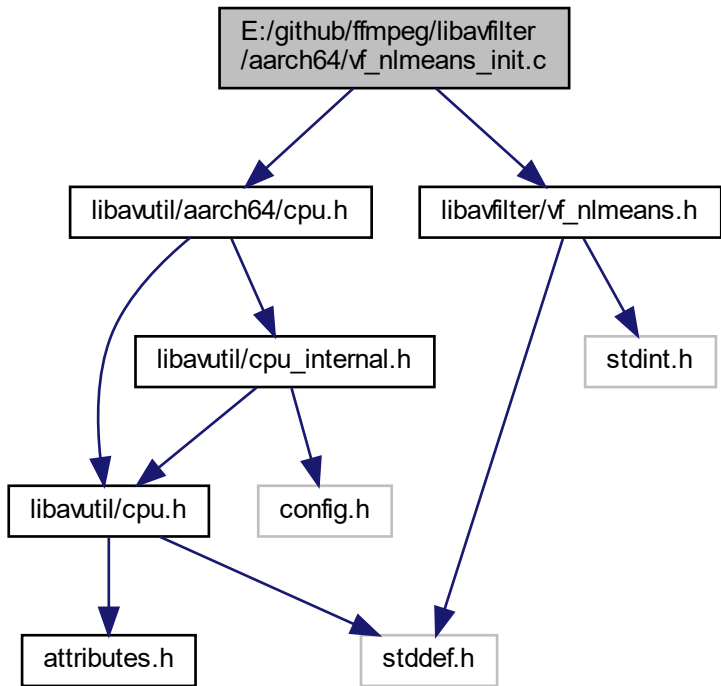 E:/github/ffmpeg/libavfilter
/aarch64/vf_nlmeans_init.c
libavutil/aarch64/cpu.h
libavfilter/vf_nlmeans.h
libavutil/cpu_internal.h
stdint.h
libavutil/cpu.h
config.h
attributes.h
stddef.h